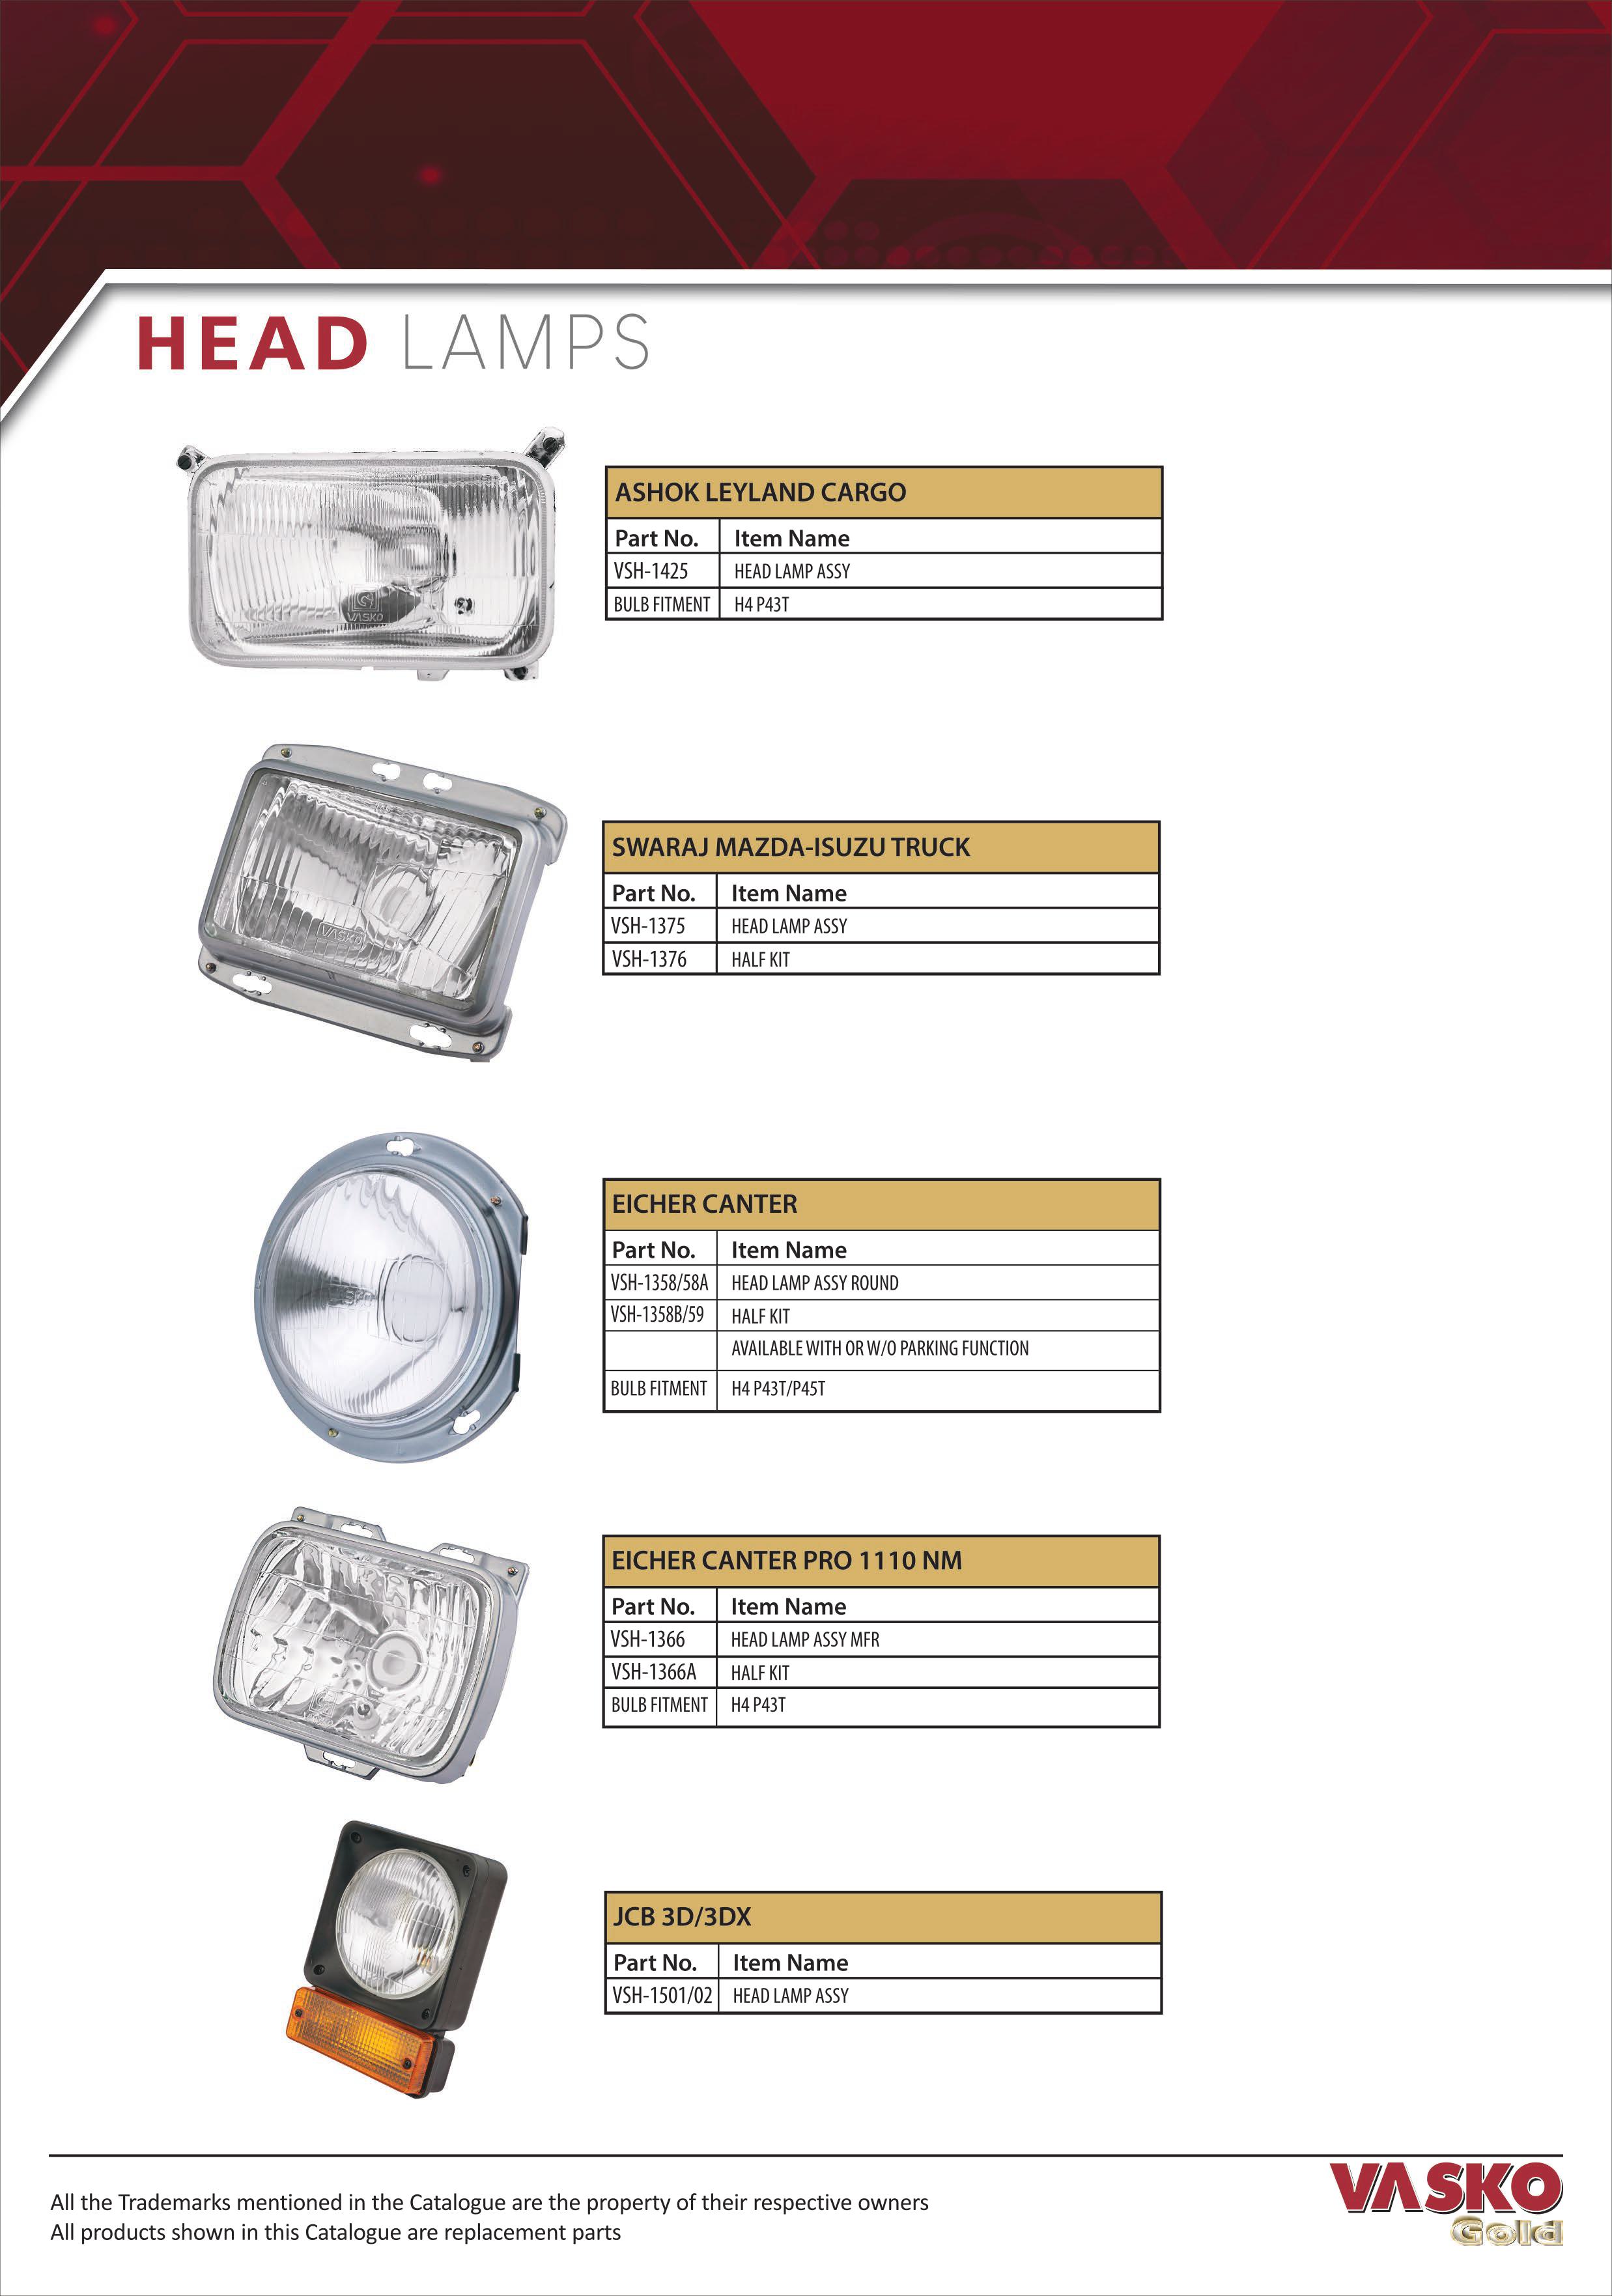 HEAD LAMPS
VASKO
ASHOK LEYLAND CARGO
Part No. Item Name
VSH-1425 HEAD LAMP ASSY
BULB FITMENT H4 P43T
VASKO
SWARAJ MAZDA-ISUZU TRUCK
Part No. Item Name
VSH-1375 HEAD LAMP ASSY
VSH-1376 HALF KIT
EICHER CANTER
Part No. Item Name
VSH-1358/58A HEAD LAMP ASSY ROUND
VSH-1358B/59 HALF KIT
AVAILABLE WITH OR W/O PARKING FUNCTION
BULB FITMENT H4 P43T/P45T
EICHER CANTER PRO 1110 NM
Part No. Item Name
VSH-1366 HEAD LAMP ASSY MFR
VSH-1366A HALF KIT
BULB FITMENT H4 P43T
JCB 3D/3DX
Part No. Item Name
VSH-1501/02 HEAD LAMP ASSY
All the Trademarks mentioned in the Catalogue are the property of their respective owners
All products shown in this Catalogue are replacement parts
VASKO
Gold